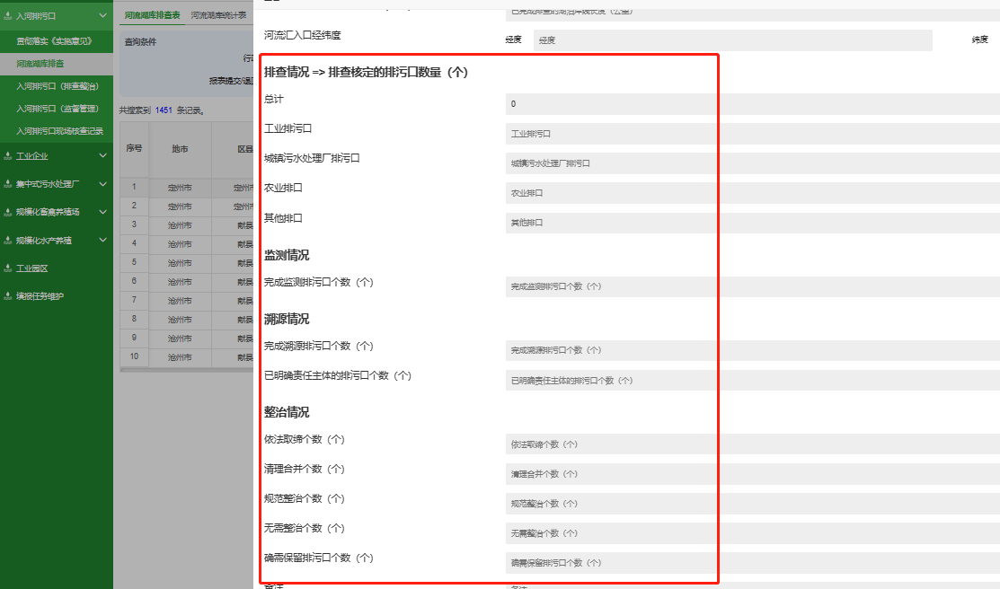 入河排污口
贯彻落实《实施意见》
河流湖库排查
入河排污口（排查整治）
入河排污口（监督管理）
入河排污口现场核查记录
工业企业
集中式污水处理厂
规模化畜禽养殖场
规模化水产养殖
工业园区
填报任务维护
河流湖库排查表 河流湖库统计表
查询条件
行
报表提交/退
共搜索到 1451 条记录。
序号 地市 区县
1 定州市 定州市
2 定州市 定州市
3 沧州市 献县
4 沧州市 献县
5 沧州市 献县
6 沧州市 献县
7 沧州市 献县
8 沧州市 献县
9 沧州市 献县
10 沧州市 献县
已完成排查的湖泊岸线长度（公里）
河流汇入口经纬度 经度 经度 纬度
排查情况 => 排查核定的排污口数量（个）
总计 0
工业排污口 工业排污口
城镇污水处理厂排污口 城镇污水处理厂排污口
农业排口 农业排口
其他排口 其他排口
监测情况
完成监测排污口个数（个） 完成监测排污口个数（个）
溯源情况
完成溯源排污口个数（个） 完成溯源排污口个数（个）
已明确责任主体的排污口个数（个） 已明确责任主体的排污口个数（个）
整治情况
依法取缔个数（个） 依法取缔个数（个）
清理合并个数（个） 清理合并个数（个）
规范整治个数（个） 规范整治个数（个）
无需整治个数（个） 无需整治个数（个）
确需保留排污口个数（个） 确需保留排污口个数（个）
备注 备注